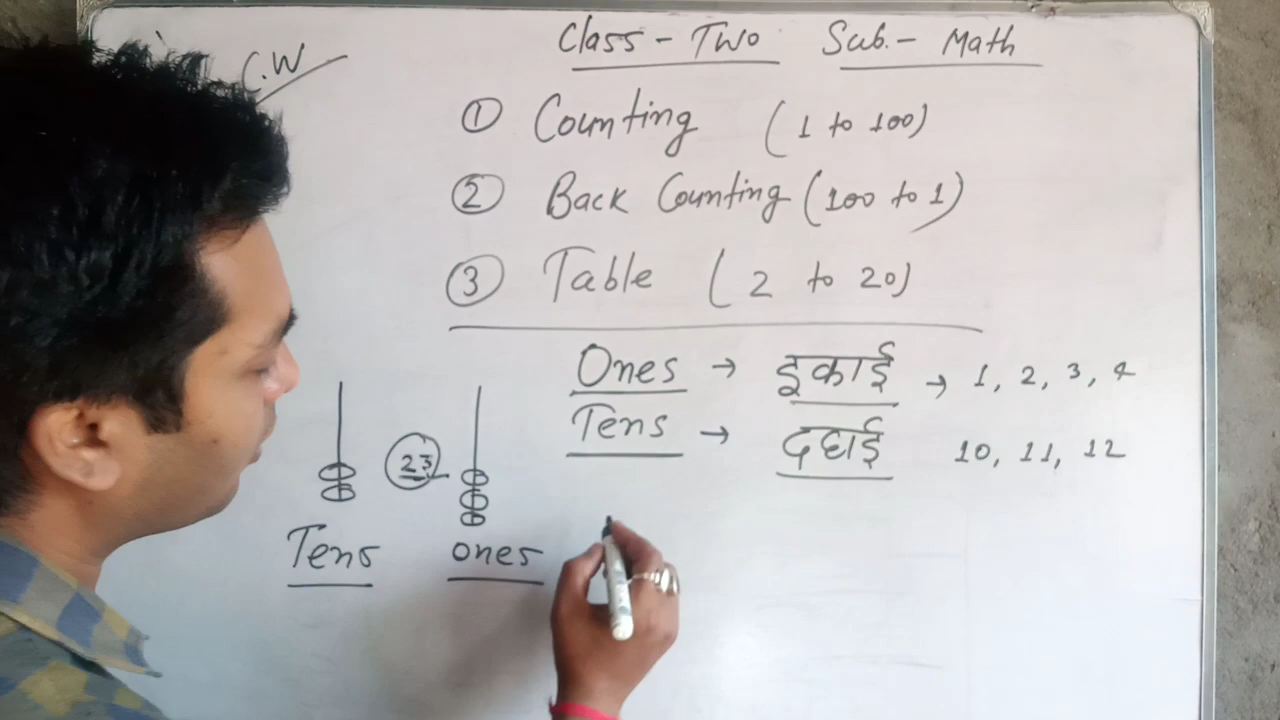 C.W
Class - Two Sub. - Math
① Counting (1 to 100)
② Back Counting (100 to 1)
③ Table (2 to 20)
Ones → इकाई → 1, 2, 3, 4
Tens → दहाई 10, 11, 12
23
Tens ones